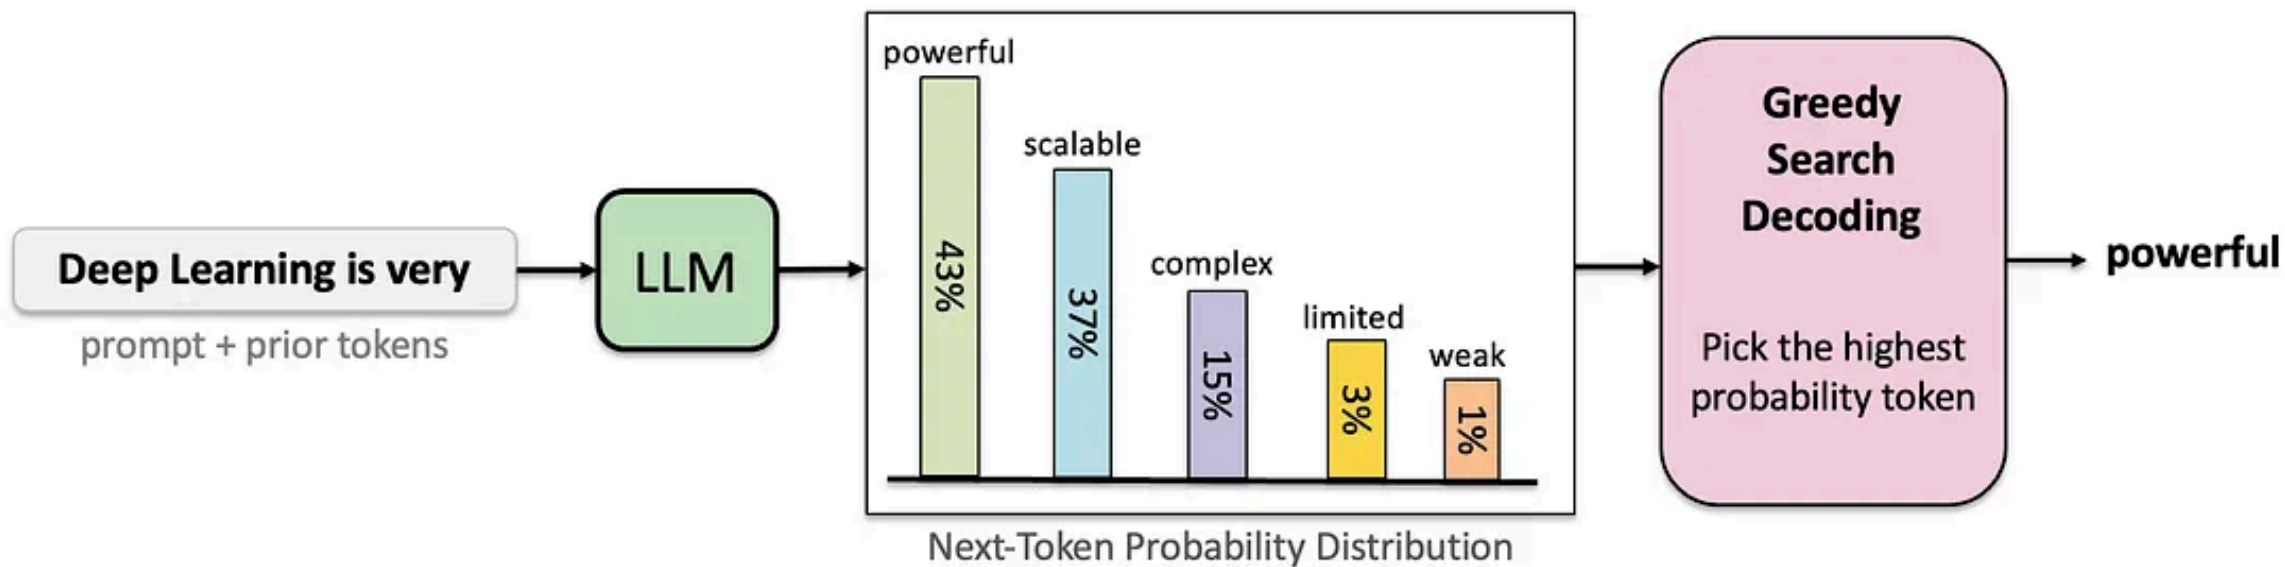 Deep Learning is very
prompt + prior tokens
LLM
powerful
43%
scalable
37%
complex
15%
limited
3%
weak
1%
Next-Token Probability Distribution
Greedy
Search
Decoding
Pick the highest
probability token
powerful